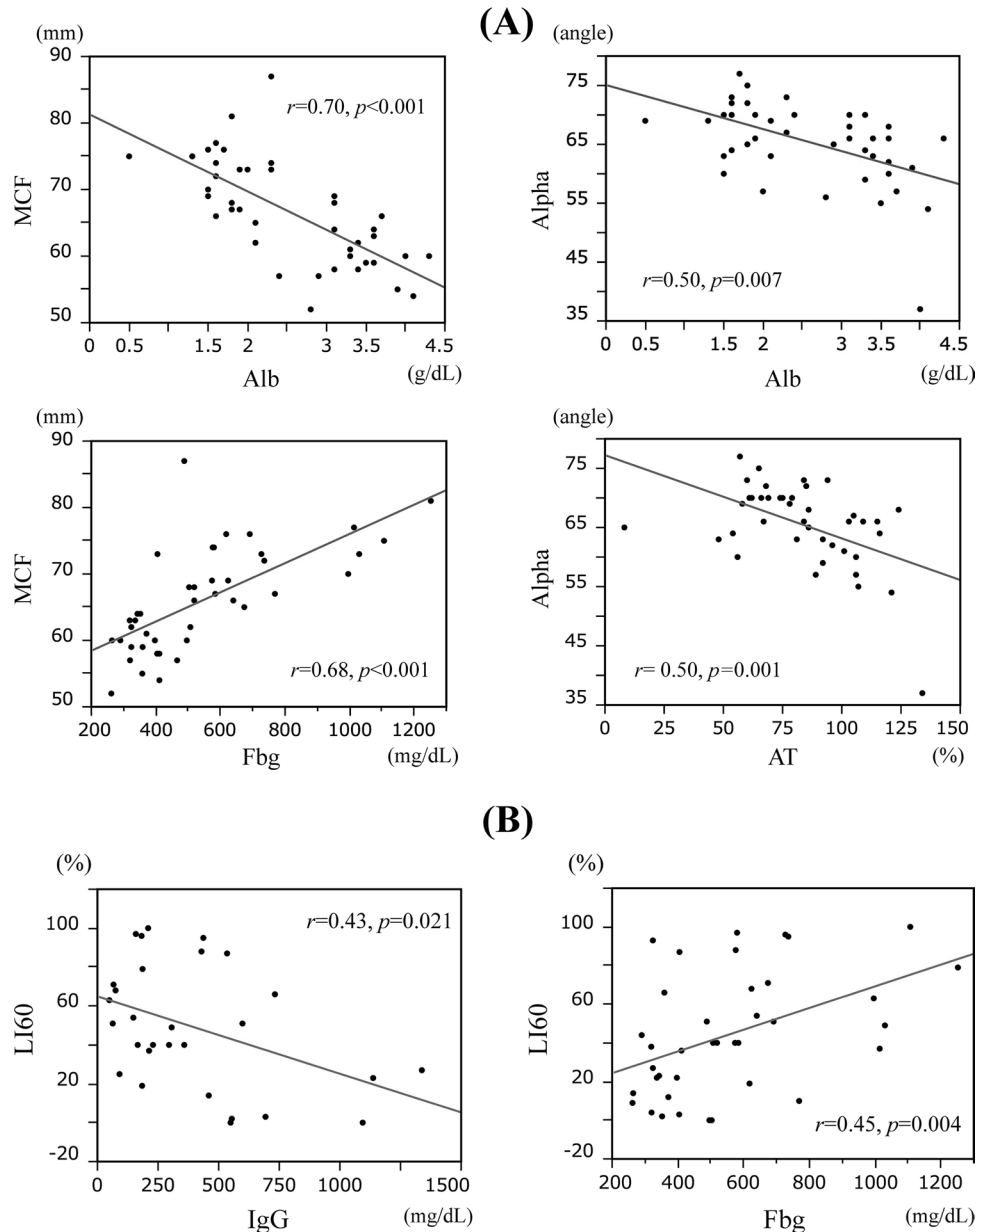 (A)
(mm)
90
80
70
60
50
MCF
r=0.70, p<0.001
0 0.5 1.5 2 3 3.5 4.5
Alb (g/dL)
(angle)
75
65
55
45
35
Alpha
r=0.50, p=0.007
0 0.5 1.5 2 3 3.5 4.5
Alb (g/dL)
(mm)
90
80
70
60
50
MCF
r=0.68, p<0.001
200 400 600 800 1000 1200
Fbg (mg/dL)
(angle)
75
65
55
45
35
Alpha
r= 0.50, p=0.001
0 25 50 75 100 125 150
AT (%)
(B)
(%)
100
60
20
-20
LI60
r=0.43, p=0.021
0 250 500 750 1000 1500
IgG (mg/dL)
(%)
100
60
20
-20
LI60
r=0.45, p=0.004
200 400 600 800 1000 1200
Fbg (mg/dL)